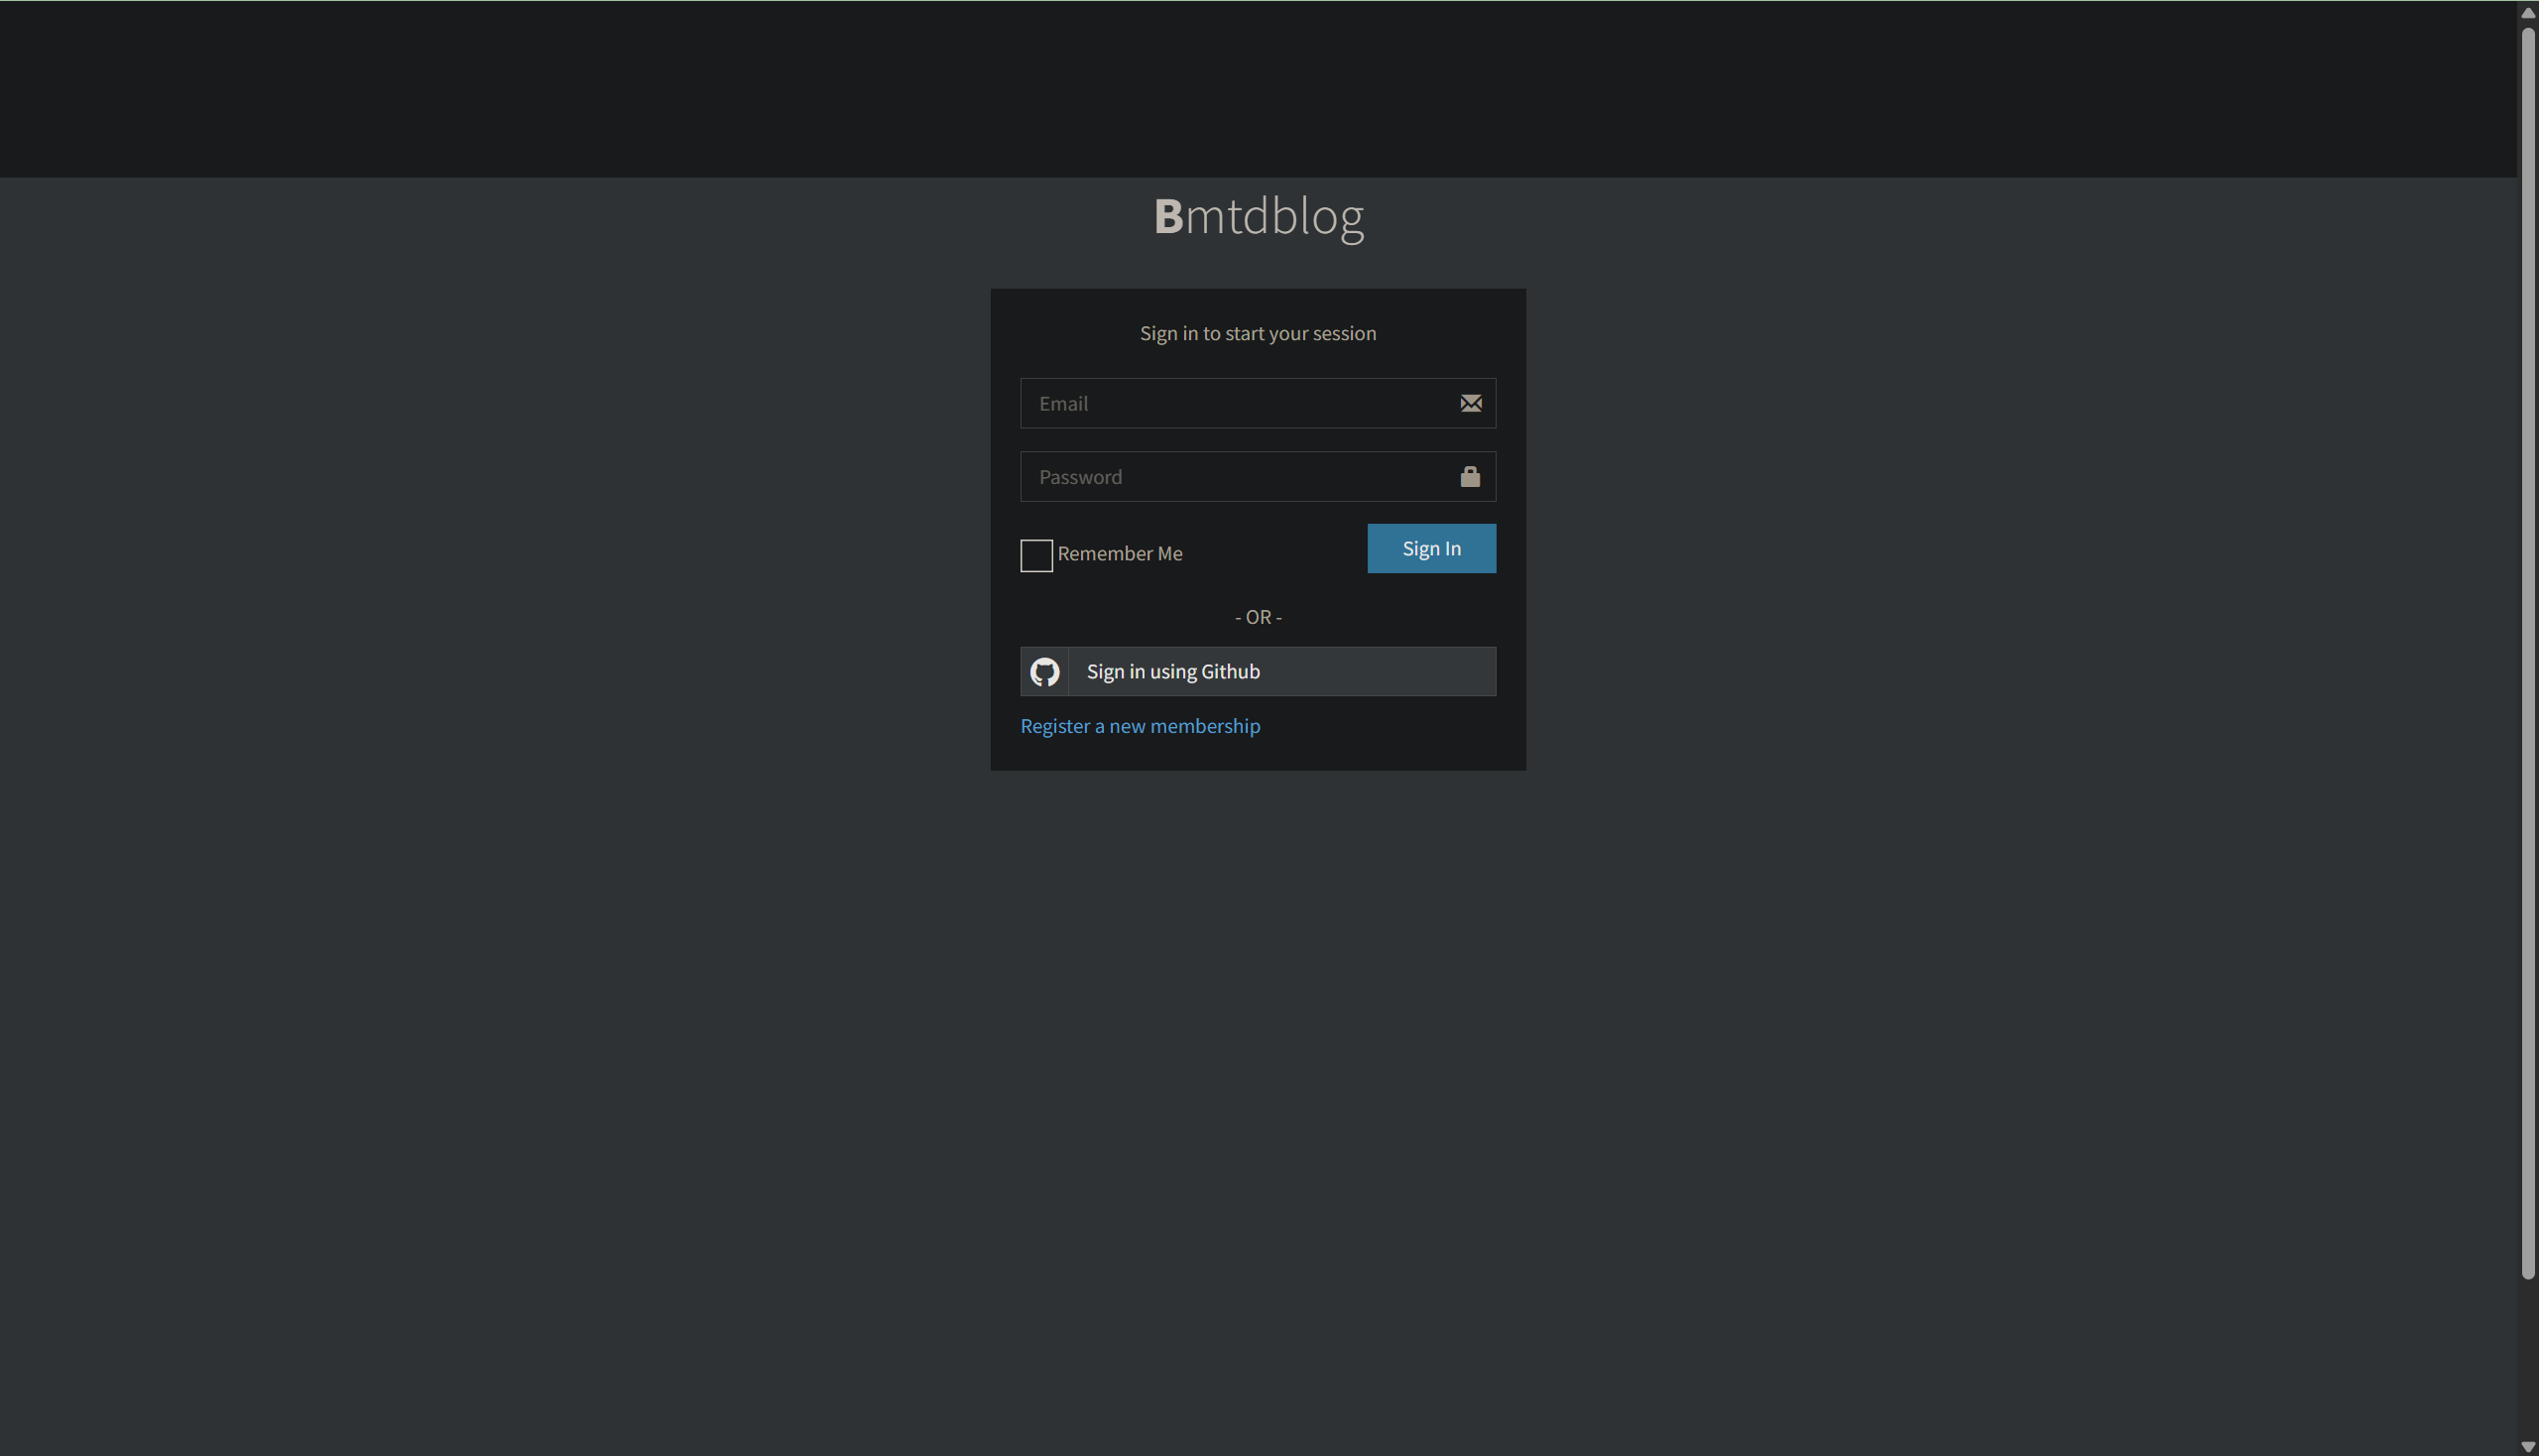 Bmtdblog
Sign in to start your session
Email
Password
Remember Me
Sign In
- OR -
Sign in using Github
Register a new membership